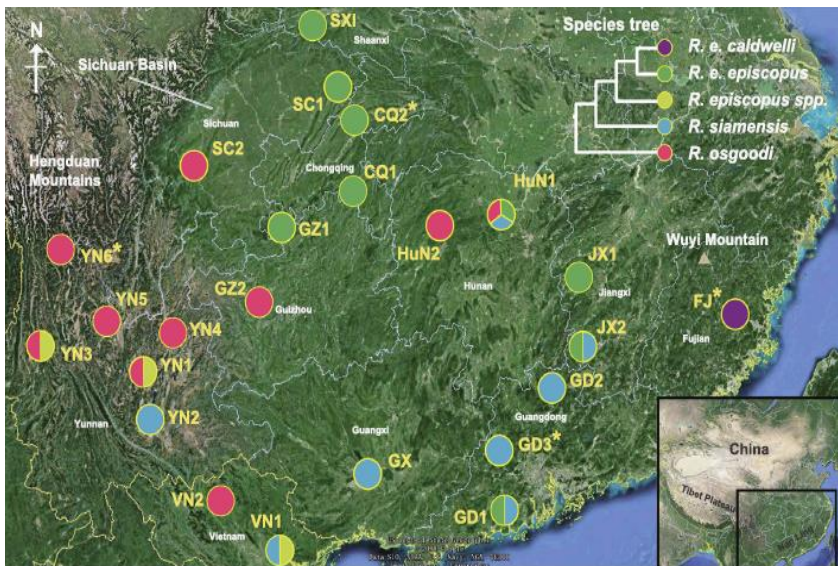 SXI
Shaanxi
N
Sichuan Basin
Species tree
R. e. caldwelli
R. e. episcopus
R. episcopus spp.
R. siamensis
R. osgoodi
SC1
CQ2*
Sichuan
Hengduan
Mountains
SC2
Chongqing
CQ1
HuN1
GZ1
HuN2
Wuyi Mountain
YN6*
JX1
Jiangxi
Hunan
GZ2
Guizhou
FJ*
Fujian
YN5
YN4
YN3
YN1
JX2
GD2
Guangdong
YN2
Yunnan
Guangxi
GX
GD3*
VN2
Vietnam
VN1
GD1
China
Tibet Plateau